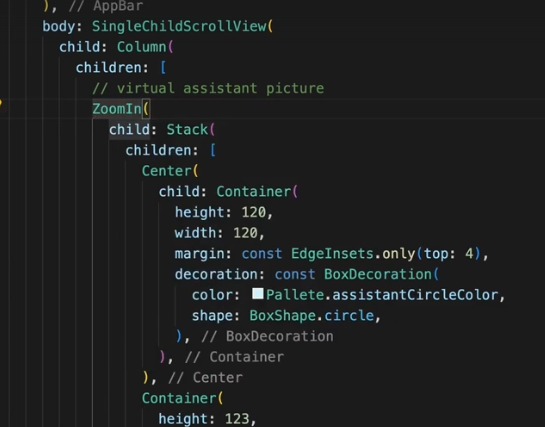 ), // AppBar
body: SingleChildScrollView(
child: Column(
children: [
// virtual assistant picture
ZoomIn(
child: Stack(
children: [
Center(
child: Container(
height: 120,
width: 120,
margin: const EdgeInsets.only(top: 4),
decoration: const BoxDecoration(
color: Pallete.assistantCircleColor,
shape: BoxShape.circle,
), // BoxDecoration
), // Container
), // Center
Container(
height: 123,